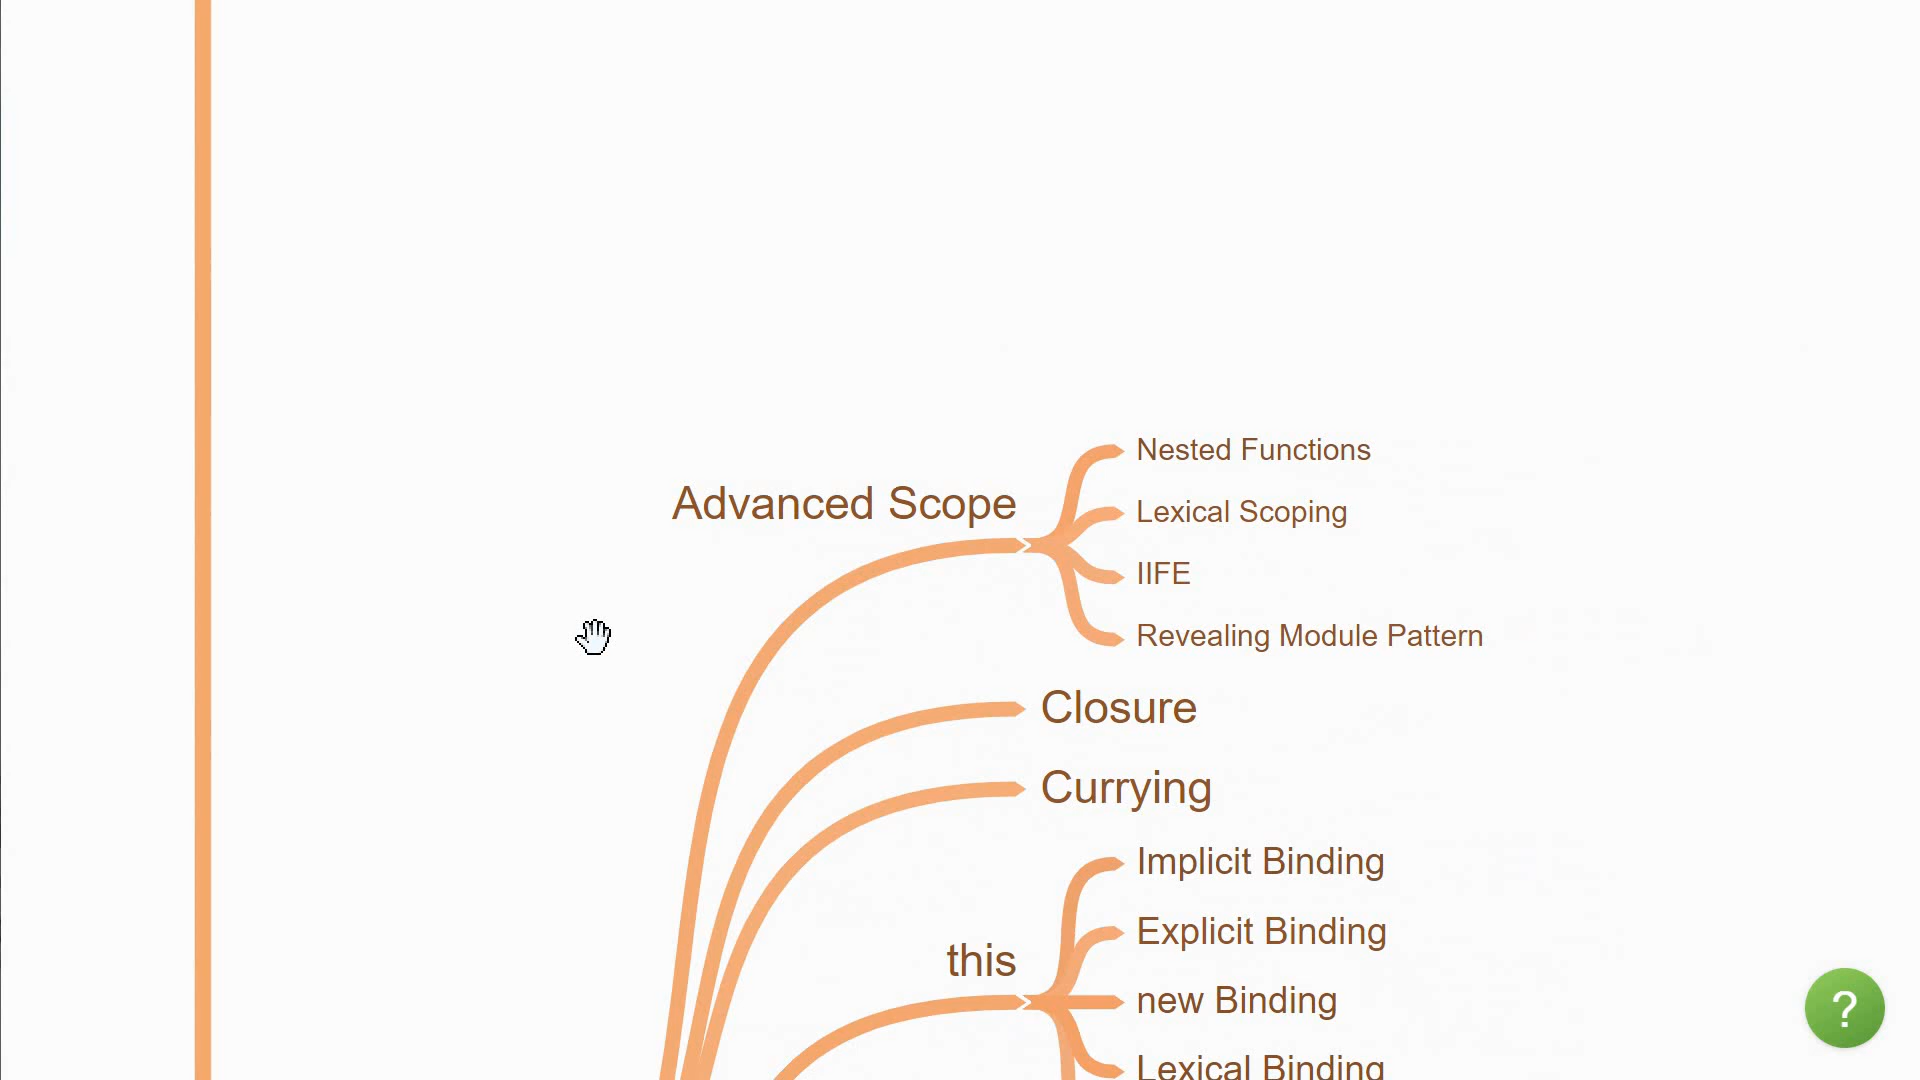 Nested Functions
Advanced Scope
Lexical Scoping
IIFE
Revealing Module Pattern
Closure
Currying
Implicit Binding
Explicit Binding
this
new Binding
Lexical Binding
?